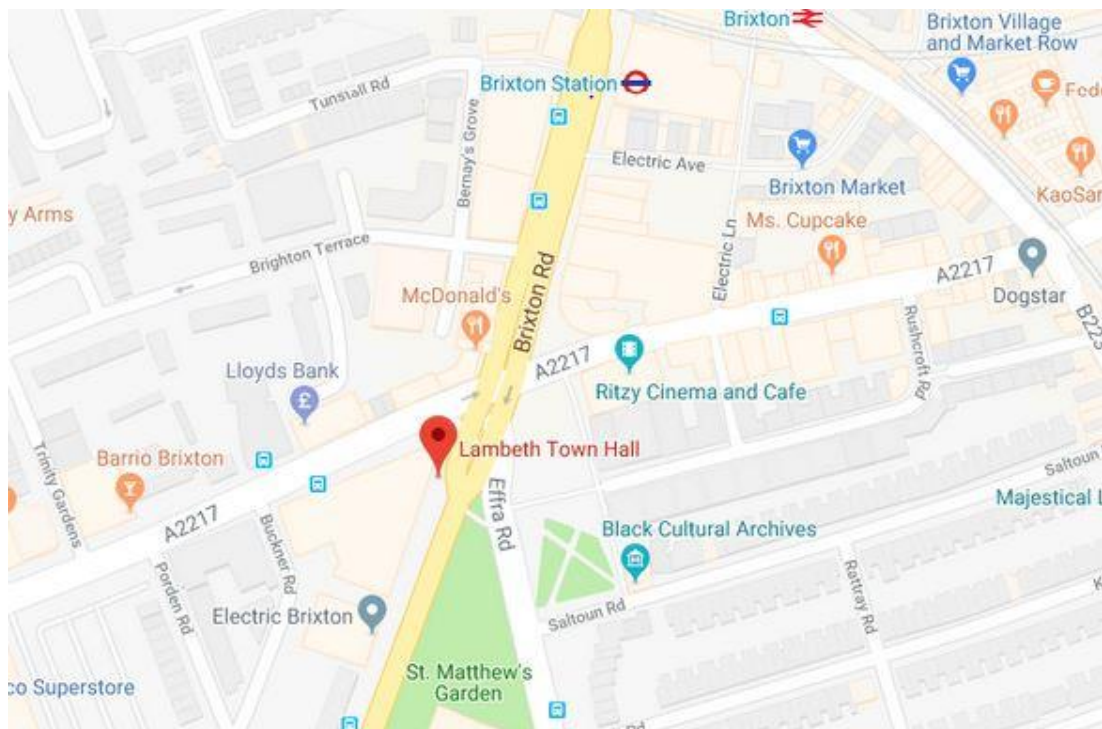 Brixton
Brixton Village
and Market Row
Brixton Station
Tunstall Rd
Bernay's Grove
Electric Ave
Brixton Market
KaoSar
y Arms
Ms. Cupcake
Electric Ln
Brighton Terrace
A2217
McDonald's
Brixton Rd
Dogstar
B223
Rushcroft Rd
A2217
Lloyds Bank
£
Ritzy Cinema and Cafe
Lambeth Town Hall
Barrio Brixton
Trinity Gardens
Saltoun
Effra Rd
Majestical L
A2217
Buckner Rd
Black Cultural Archives
Porden Rd
Rattray Rd
K
Electric Brixton
Saltoun Rd
St. Matthew's
Garden
co Superstore